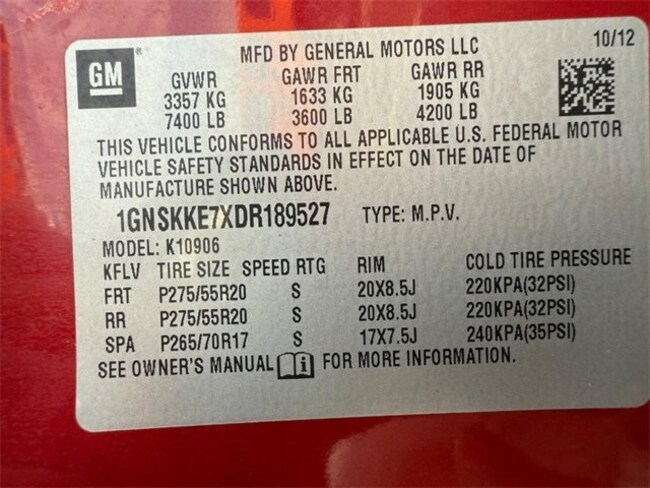 GM ®
MFD BY GENERAL MOTORS LLC 10/12
GVWR GAWR FRT GAWR RR
3357 KG 1633 KG 1905 KG
7400 LB 3600 LB 4200 LB
THIS VEHICLE CONFORMS TO ALL APPLICABLE U.S. FEDERAL MOTOR
VEHICLE SAFETY STANDARDS IN EFFECT ON THE DATE OF
MANUFACTURE SHOWN ABOVE.
1GNSKKE7XDR189527 TYPE: M.P.V.
MODEL: K10906
KFLV TIRE SIZE SPEED RTG RIM COLD TIRE PRESSURE
FRT P275/55R20 S 20X8.5J 220KPA(32PSI)
RR P275/55R20 S 20X8.5J 220KPA(32PSI)
SPA P265/70R17 S 17X7.5J 240KPA(35PSI)
SEE OWNER'S MANUAL i FOR MORE INFORMATION.